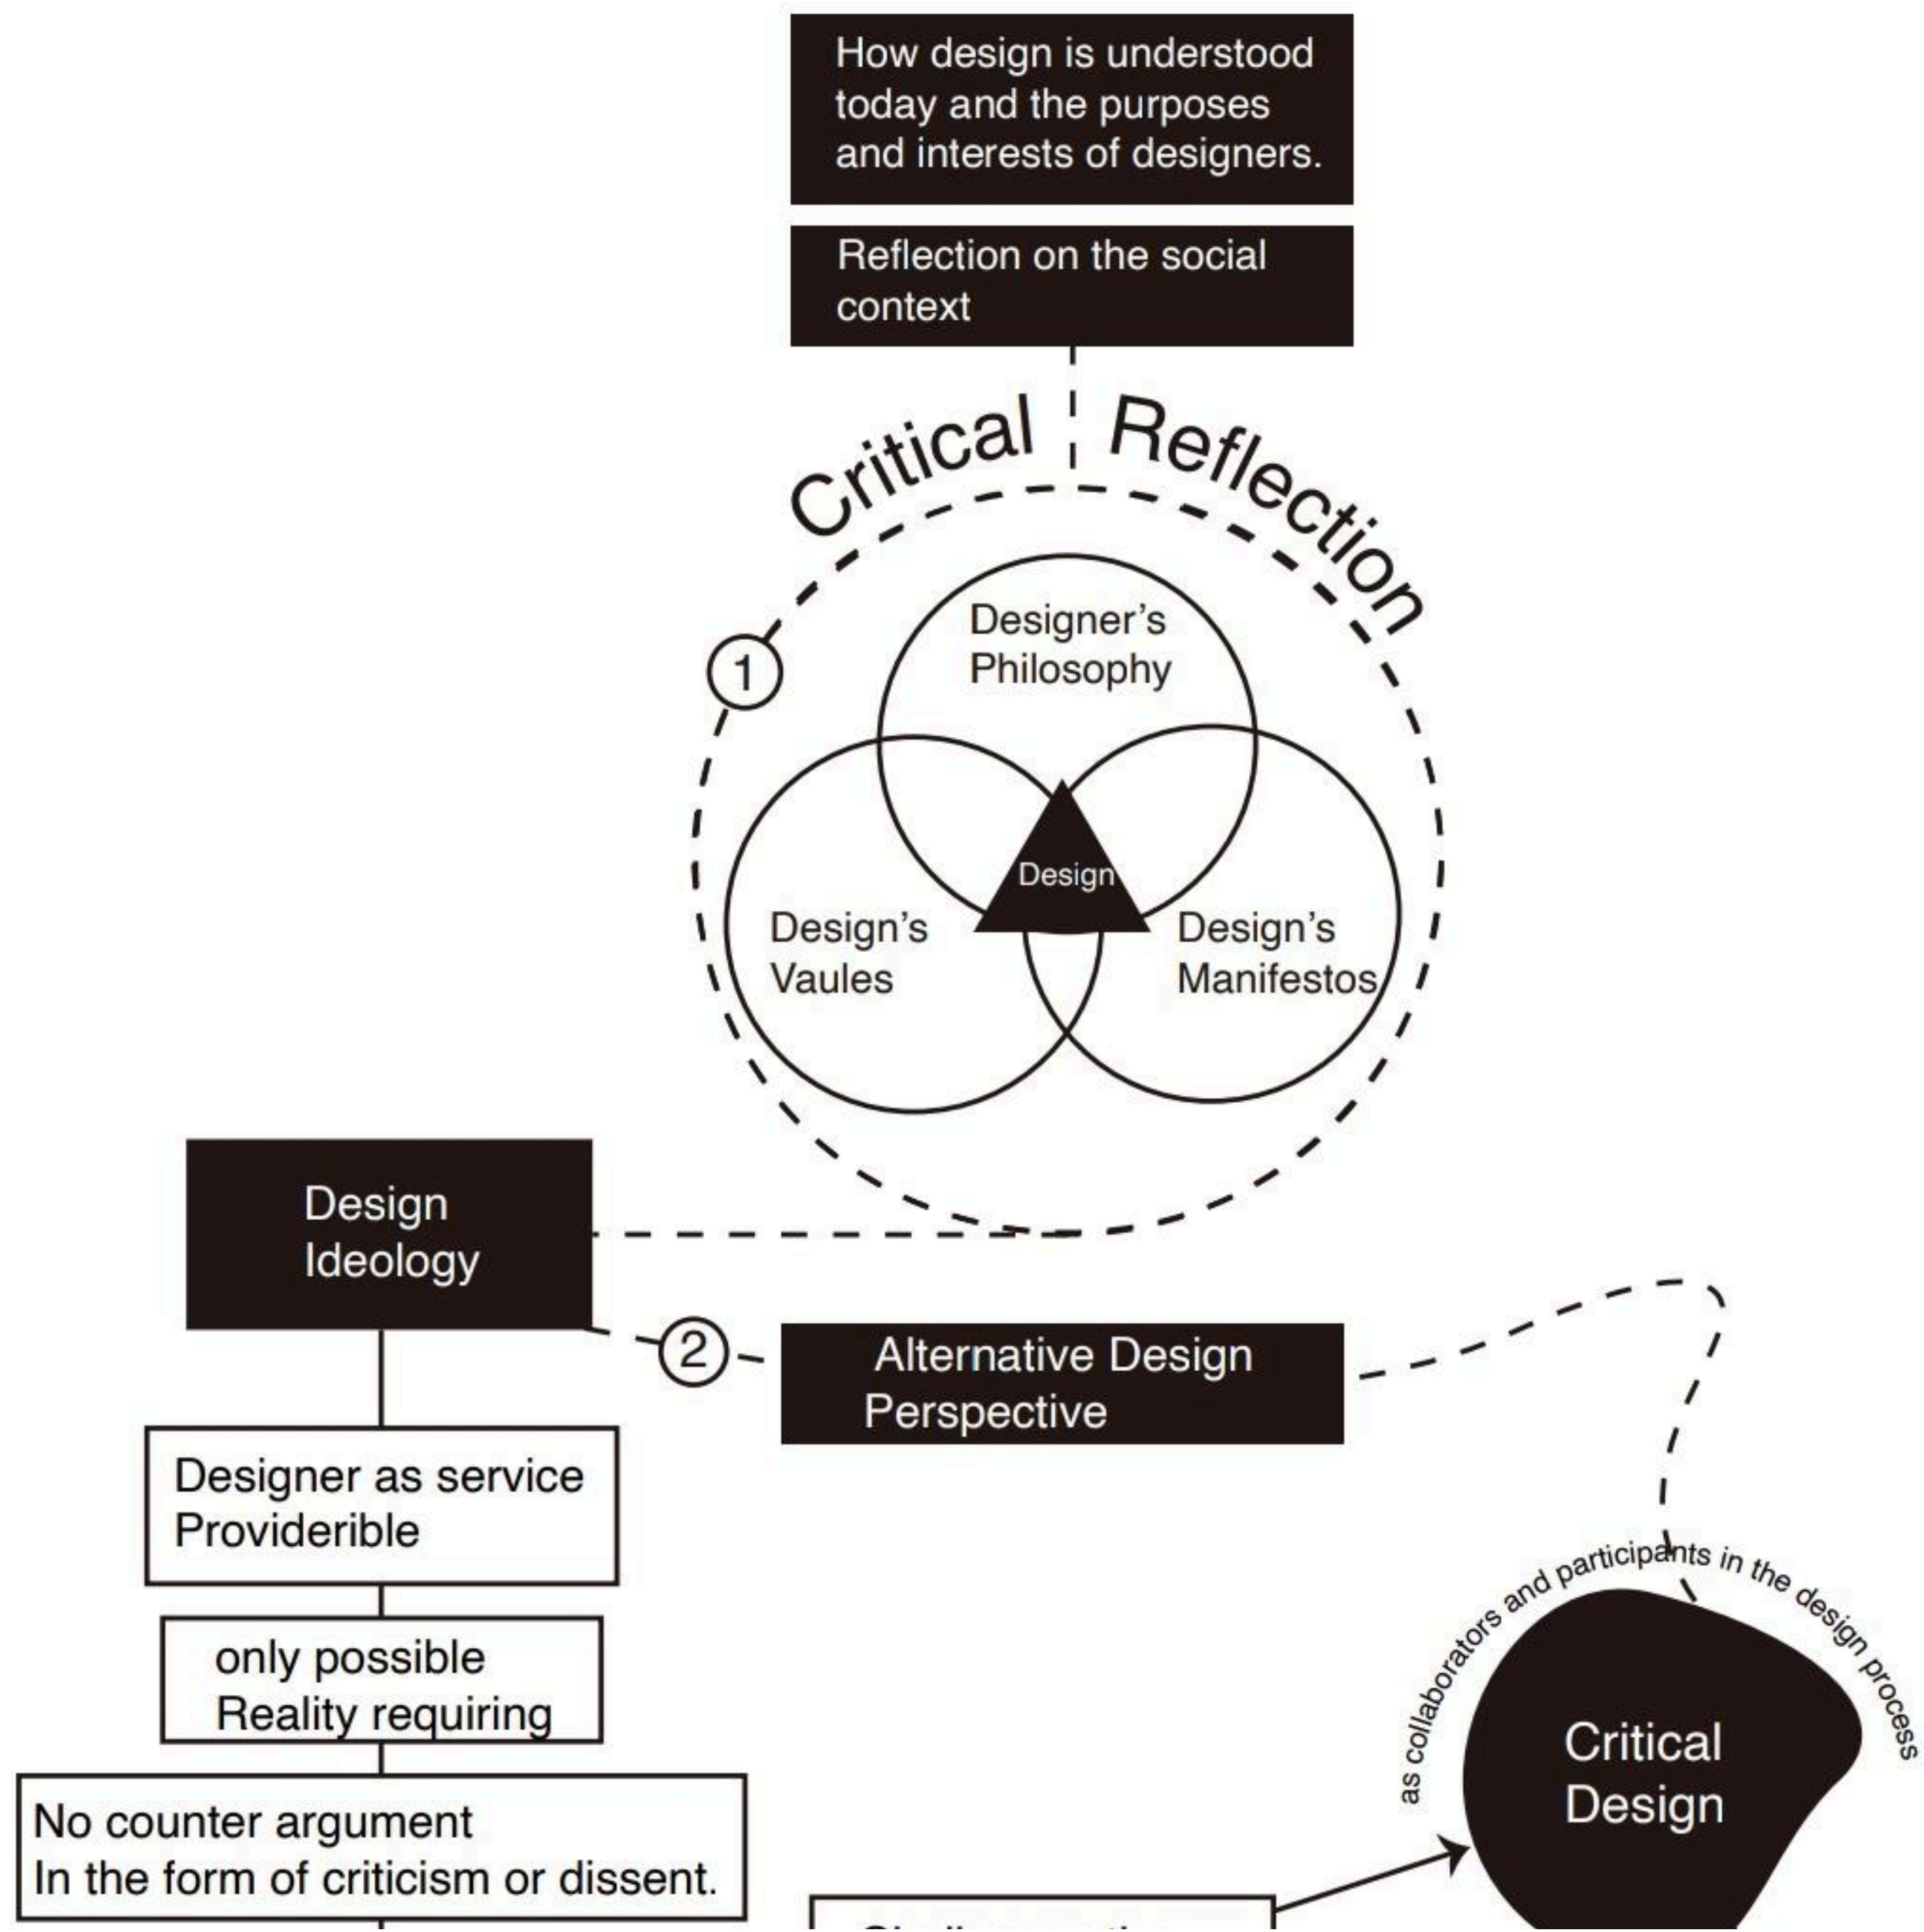 How design is understood
today and the purposes
and interests of designers.
Reflection on the social
context
Critical Reflection
1
Designer's
Philosophy
Design
Design's
Vaules
Design's
Manifestos
Design
Ideology
2
Alternative Design
Perspective
Designer as service
Providerible
only possible
Reality requiring
No counter argument
In the form of criticism or dissent.
as collaborators and participants in the design process
Critical
Design